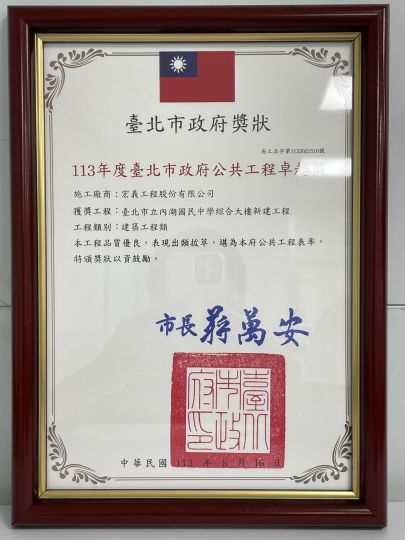 臺北市政府獎狀
府工品字第1133021516號
113年度臺北市政府公共工程卓越獎
施工廠商：宏義工程股份有限公司
獲獎工程：臺北市立內湖國民中學綜合大樓新建工程
工程類別：建築工程類
本工程品質優良，表現出類拔萃，堪為本府公共工程表率。
特頒獎狀以資鼓勵。
市長 蔣萬安
臺北市政府印
中華民國 113 年 8 月 16 日